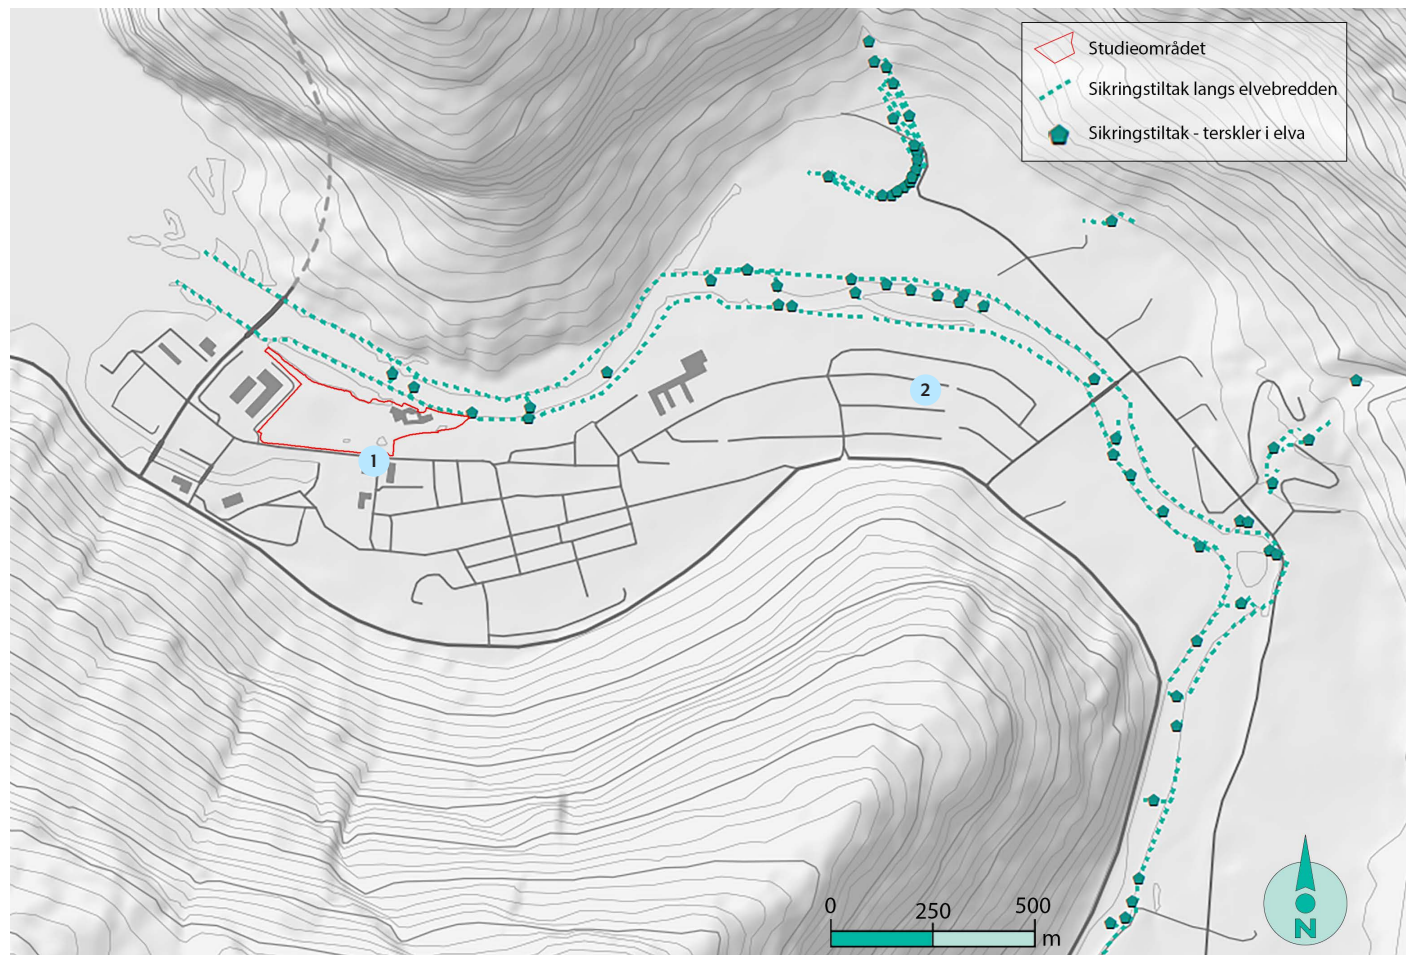 Studieområdet
Sikringstiltak langs elvebredden
Sikringstiltak - terskler i elva
1
2
0
250
500
m
N